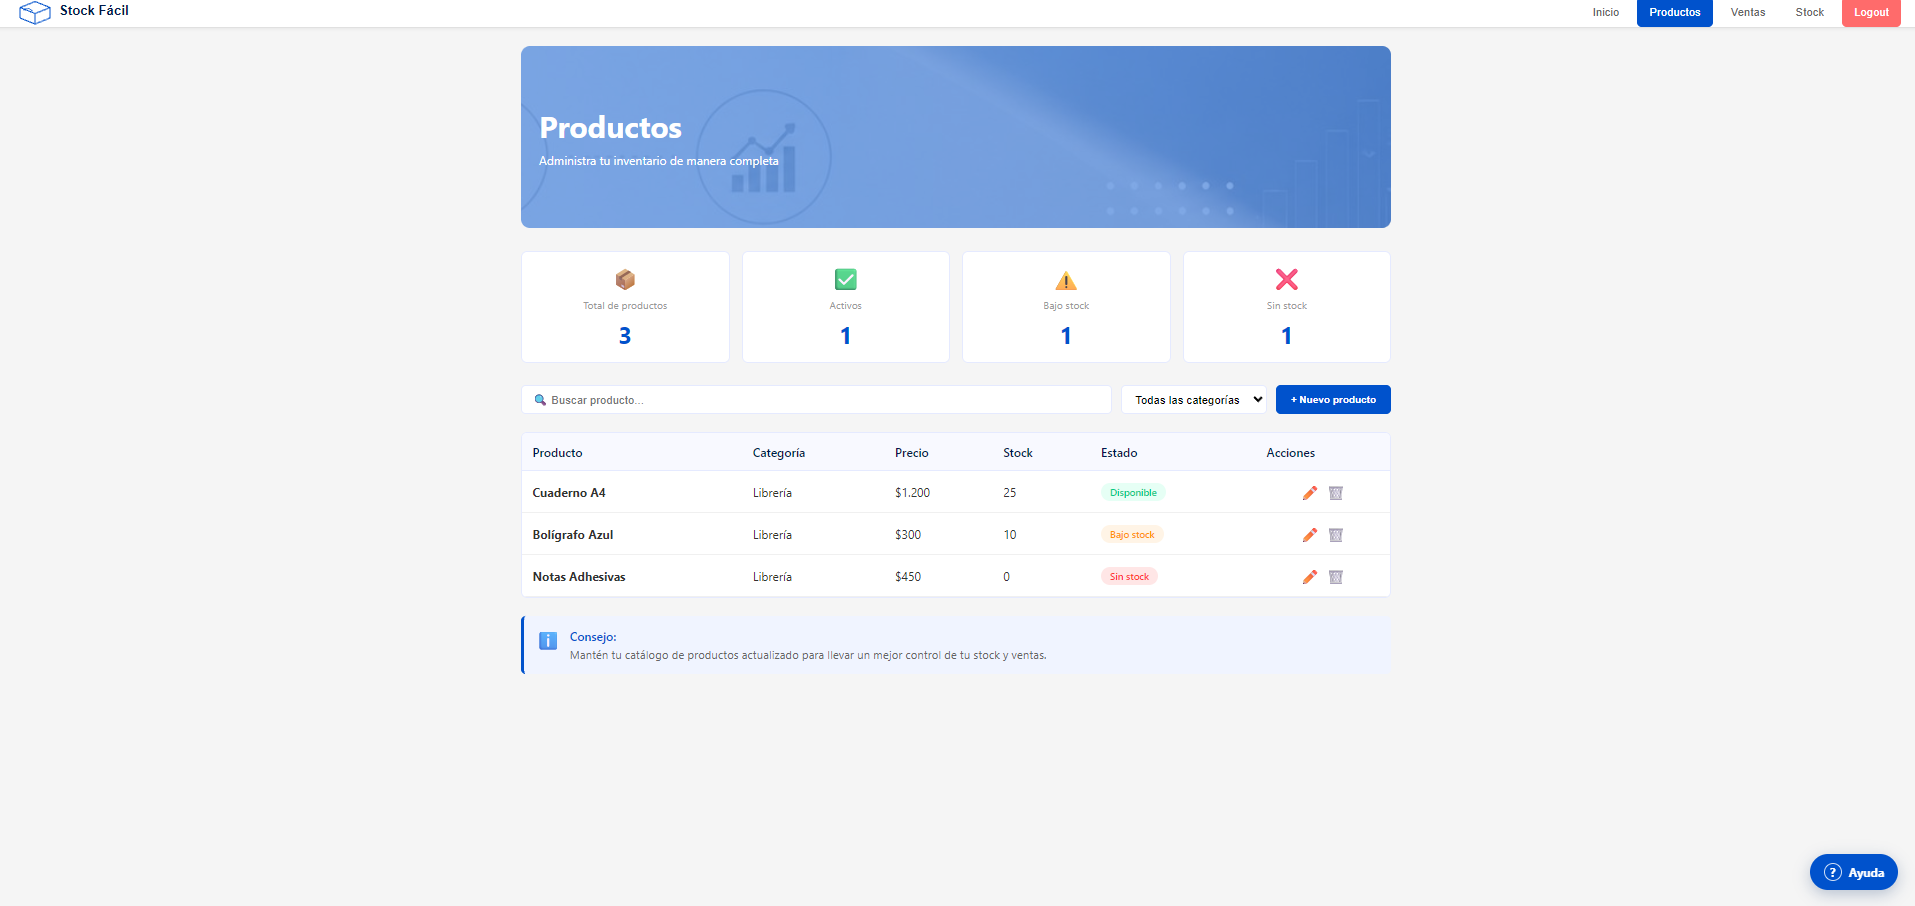 Stock Fácil
Inicio Productos Ventas Stock Logout
Productos
Administra tu inventario de manera completa
Total de productos
3
Activos
1
Bajo stock
1
Sin stock
1
Buscar producto...
Todas las categorías
+ Nuevo producto
Producto Categoría Precio Stock Estado Acciones
Cuaderno A4 Librería $1.200 25 Disponible
Bolígrafo Azul Librería $300 10 Bajo stock
Notas Adhesivas Librería $450 0 Sin stock
Consejo:
Mantén tu catálogo de productos actualizado para llevar un mejor control de tu stock y ventas.
? Ayuda